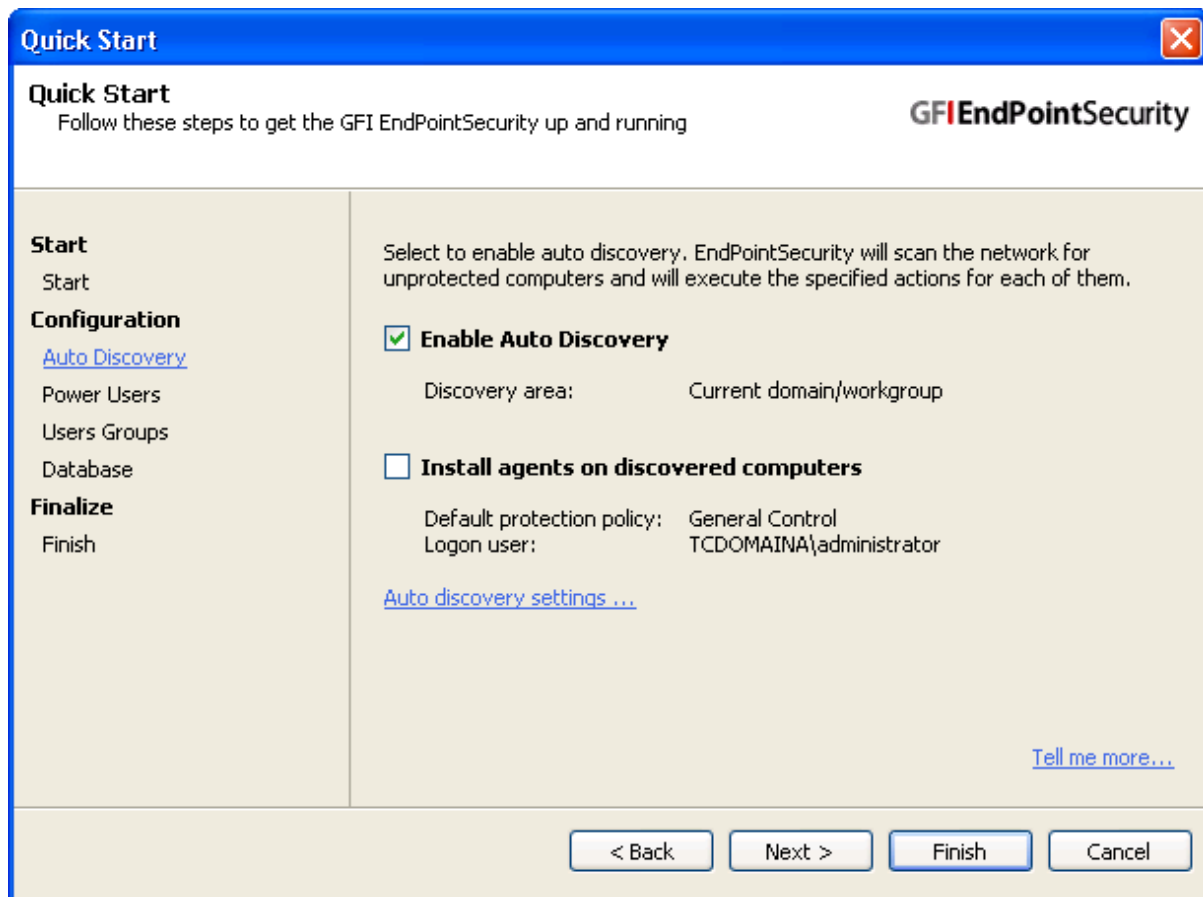 Quick Start
Quick Start
Follow these steps to get the GFI EndPointSecurity up and running
GFI EndPointSecurity
Start
Start
Configuration
Auto Discovery
Power Users
Users Groups
Database
Finalize
Finish
Select to enable auto discovery. EndPointSecurity will scan the network for
unprotected computers and will execute the specified actions for each of them.
Enable Auto Discovery
Discovery area: Current domain/workgroup
Install agents on discovered computers
Default protection policy: General Control
Logon user: TCDOMAINA\administrator
Auto discovery settings ...
Tell me more...
< Back Next > Finish Cancel